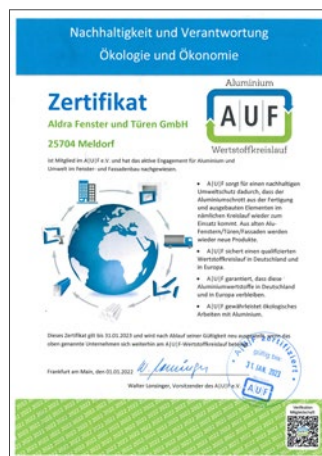 Nachhaltigkeit und Verantwortung
Ökologie und Ökonomie
Aluminium
A|U|F
Wertstoffkreislauf
Zertifikat
Aldra Fenster und Türen GmbH
25704 Meldorf
ist Mitglied im A|U|F e.V. und hat das aktive Engagement für Aluminium und
Umwelt im Fenster- und Fassadenbau nachgewiesen.
• A|U|F sorgt für einen nachhaltigen
Umweltschutz dadurch, dass der
Aluminiumschrott aus der Fertigung
und ausgebauten Elementen im
nämlichen Kreislauf wieder zum
Einsatz kommt. Aus alten Alu-
Fenstern/Türen/Fassaden werden
wieder neue Produkte.
• A|U|F sichert einen qualifizierten
Wertstoffkreislauf in Deutschland und
in Europa.
• A|U|F garantiert, dass diese
Aluminiumwertstoffe in Deutschland
und in Europa verbleiben.
• A|U|F gewährleistet ökologisches
Arbeiten mit Aluminium.
Dieses Zertifikat gilt bis 31.01.2023 und wird nach Ablauf seiner Gültigkeit neu wenn das
oben genannte Unternehmen sich weiterhin am A|U|F-Wertstoffkreislauf
Frankfurt am Main, den 01.01.2022
Walter Lonsinger, Vorsitzender des A|U|F e.V.
zertifiziert
gültig bis:
31. JAN. 2023
A|U|F